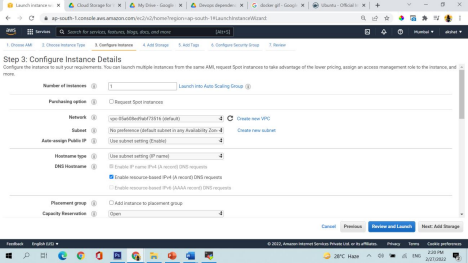 Launch instance w
Cloud Storage for
My Drive - Google
Devops dependen
docker gif - Googl
Ubuntu - Official i
ap-south-1.console.aws.amazon.com/ec2/v2/home?region=ap-south-1#LaunchInstanceWizard:
aws Services Search for services, features, blogs, docs, and more [Alt+S] Mumbai akshat
1. Choose AMI 2. Choose Instance Type 3. Configure Instance 4. Add Storage 5. Add Tags 6. Configure Security Group 7. Review
Step 3: Configure Instance Details
Configure the instance to suit your requirements. You can launch multiple instances from the same AMI, request Spot instances to take advantage of the lower pricing, assign an access management role to the instance, and
more.
Number of instances 1 Launch into Auto Scaling Group
Purchasing option Request Spot instances
Network (default) Create new VPC
Subnet No preference (default subnet in any Availability Zon Create new subnet
Auto-assign Public IP Use subnet setting (Enable)
Hostname type Use subnet setting (IP name)
DNS Hostname Enable IP name IPv4 (A record) DNS requests
Enable resource-based IPv4 (A record) DNS requests
Enable resource-based IPv6 (AAAA record) DNS requests
Placement group Add instance to placement group
Capacity Reservation Open
Cancel Previous Review and Launch Next: Add Storage
Feedback English (US) © 2022, Amazon Internet Services Private Ltd. or its affiliates. Privacy Terms Cookie preferences
28°C Haze ENG 2:20 PM
2/27/2022